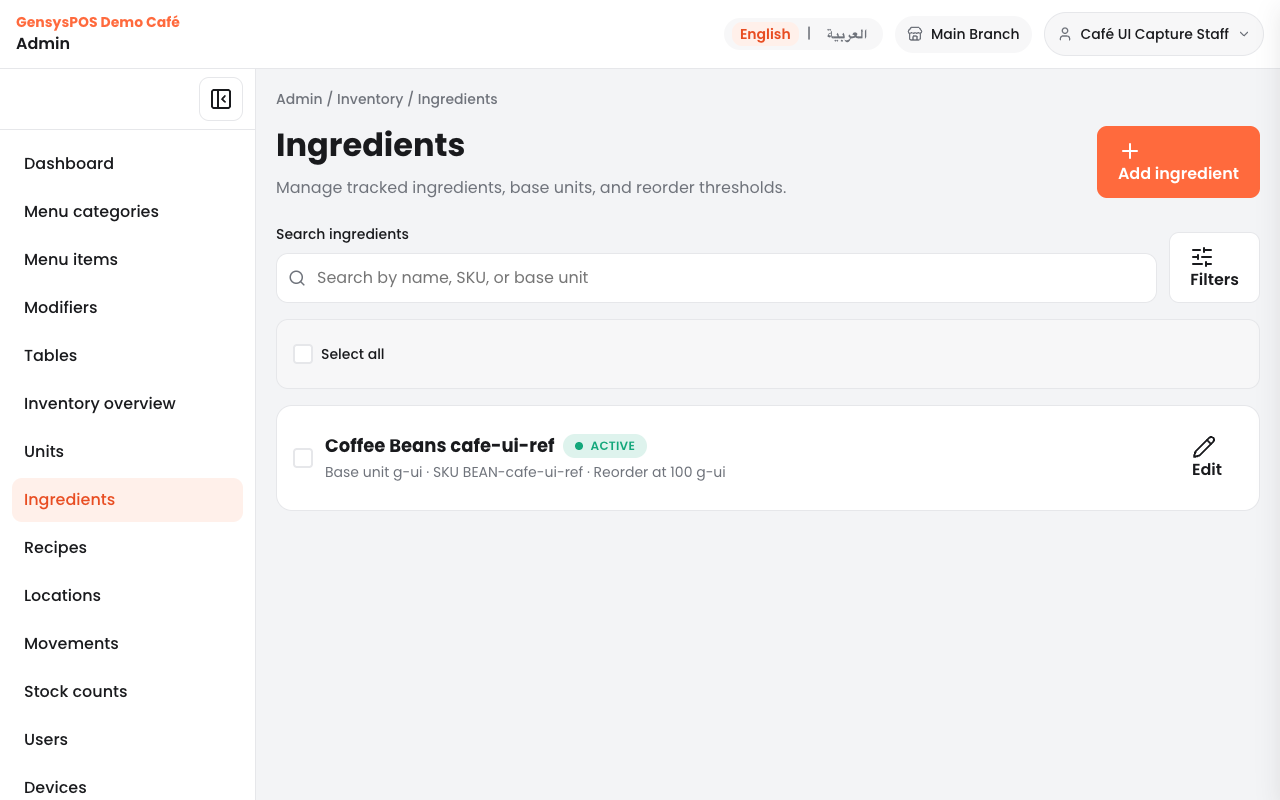 GensysPOS Demo Café
Admin
English | العربية
Main Branch
Café UI Capture Staff
Dashboard
Menu categories
Menu items
Modifiers
Tables
Inventory overview
Units
Ingredients
Recipes
Locations
Movements
Stock counts
Users
Devices
Admin / Inventory / Ingredients
Ingredients
Manage tracked ingredients, base units, and reorder thresholds.
Add ingredient
Search ingredients
Search by name, SKU, or base unit
Filters
Select all
Coffee Beans cafe-ui-ref ACTIVE
Base unit g-ui · SKU BEAN-cafe-ui-ref · Reorder at 100 g-ui
Edit